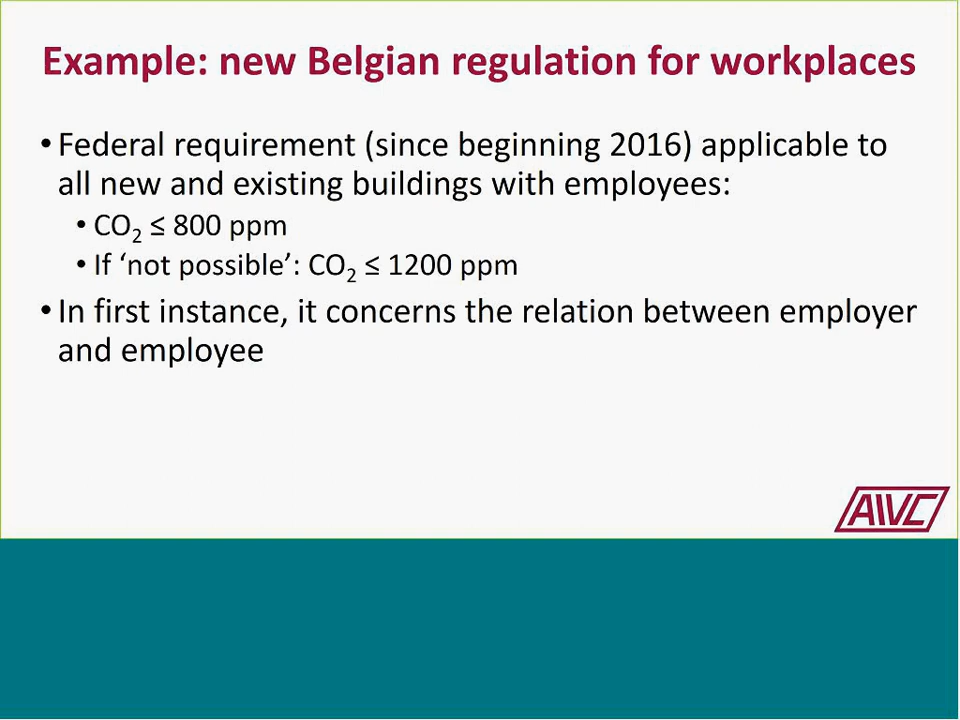 Example: new Belgian regulation for workplaces
• Federal requirement (since beginning 2016) applicable to
all new and existing buildings with employees:
• CO₂ ≤ 800 ppm
• If ‘not possible’: CO₂ ≤ 1200 ppm
• In first instance, it concerns the relation between employer
and employee
AIVC